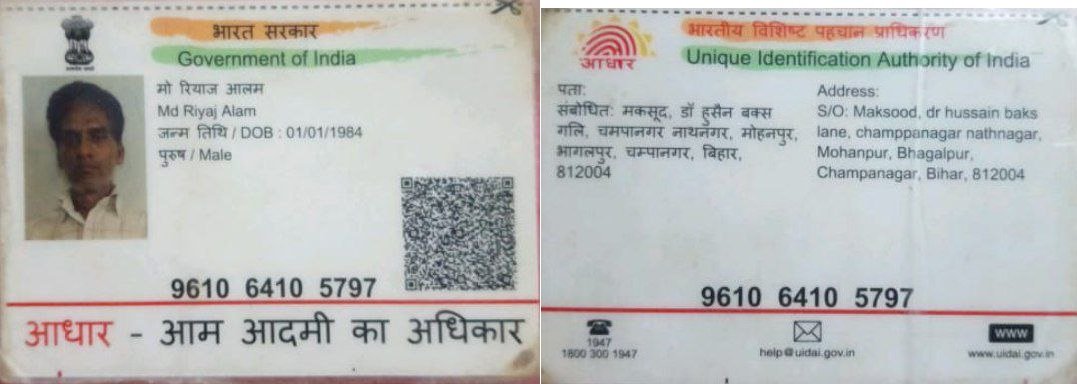 भारत सरकार
Government of India
मो रियाज आलम
Md Riyaj Alam
जन्म तिथि / DOB : 01/01/1984
पुरुष / Male
9610 6410 5797
आधार - आम आदमी का अधिकार
भारतीय विशिष्ट पहचान प्राधिकरण
Unique Identification Authority of India
आधार
पता:
संबोधित: मकसूद, डॉ हुसैन बक्स
गलि, चमपानगर नाथनगर, मोहनपुर,
भागलपुर, चम्पानगर, बिहार,
812004
Address:
S/O: Maksood, dr hussain baks
lane, champpanagar nathnagar,
Mohanpur, Bhagalpur,
Champanagar, Bihar, 812004
9610 6410 5797
1947
1800 300 1947
help@uidai.gov.in
www
www.uidai.gov.in